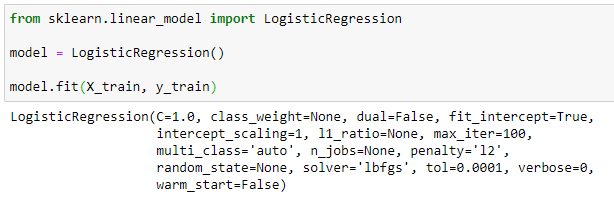 from sklearn.linear_model import LogisticRegression
model = LogisticRegression()
model.fit(X_train, y_train)
LogisticRegression(C=1.0, class_weight=None, dual=False, fit_intercept=True,
intercept_scaling=1, l1_ratio=None, max_iter=100,
multi_class='auto', n_jobs=None, penalty='l2',
random_state=None, solver='lbfgs', tol=0.0001, verbose=0,
warm_start=False)